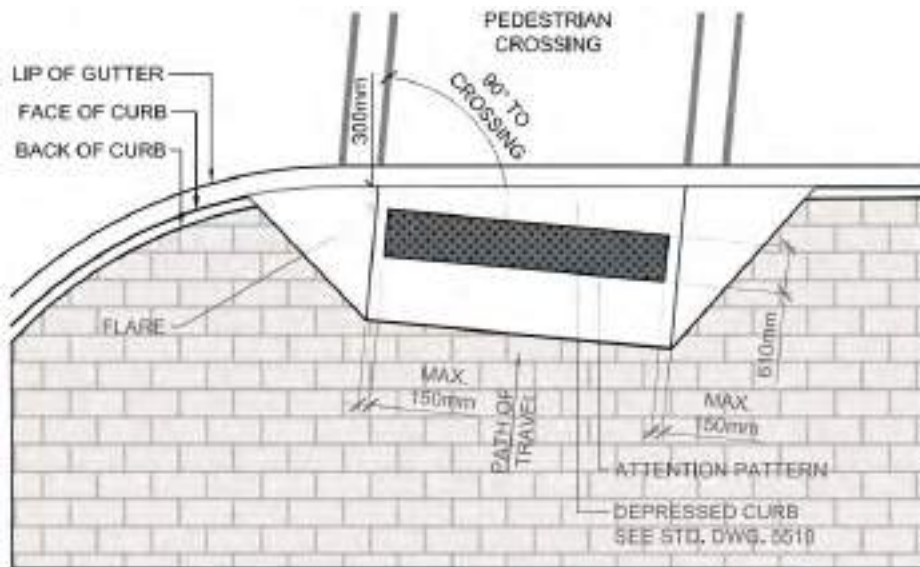 PEDESTRIAN
CROSSING
LIP OF GUTTER
FACE OF CURB
BACK OF CURB
300mm
90° TO
CROSSING
FLARE
610mm
MAX.
150mm
PATH OF
TRAVEL
MAX.
150mm
ATTENTION PATTERN
DEPRESSED CURB
SEE STD. DWG. 5510